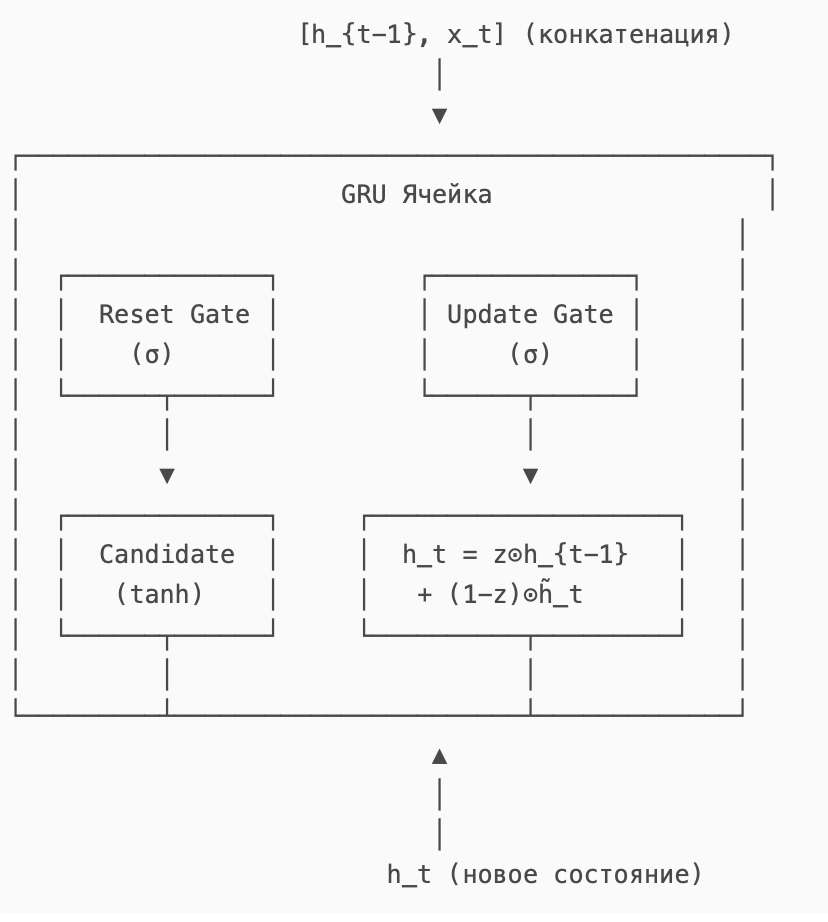 [h_{t−1}, x_t] (конкатенация)
GRU Ячейка
Reset Gate
(σ)
Update Gate
(σ)
Candidate
(tanh)
h_t = z⊙h_{t−1}
+ (1−z)⊙h̃_t
h_t (новое состояние)